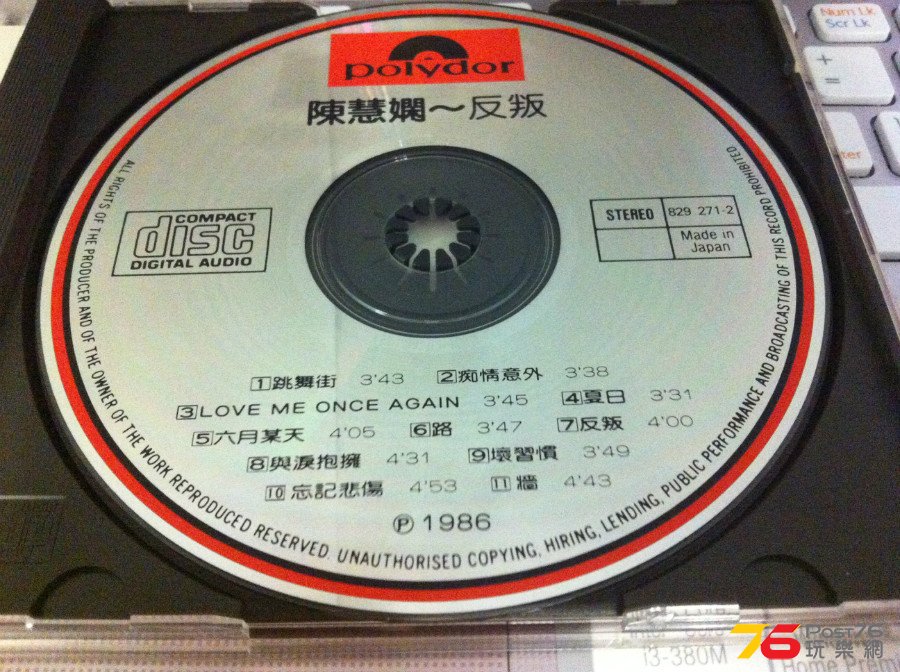 Num Lk
Scr Lk
polydor
陳慧嫻～反叛
COMPACT
disc
DIGITAL AUDIO
STEREO 829 271-2
Made in
Japan
1 跳舞街 3'43 2 痴情意外 3'38
3 LOVE ME ONCE AGAIN 3'45 4 夏日 3'31
5 六月某天 4'05 6 路 3'47 7 反叛 4'00
8 與淚抱擁 4'31 9 壞習慣 3'49
10 忘記悲傷 4'53 11 牆 4'43
Ⓟ 1986
ALL RIGHTS OF THE PRODUCER AND OF THE OWNER OF THE WORK REPRODUCED RESERVED. UNAUTHORISED COPYING, HIRING, LENDING, PUBLIC PERFORMANCE AND BROADCASTING OF THIS RECORD PROHIBITED
76 Post76
玩樂網
i3-380M